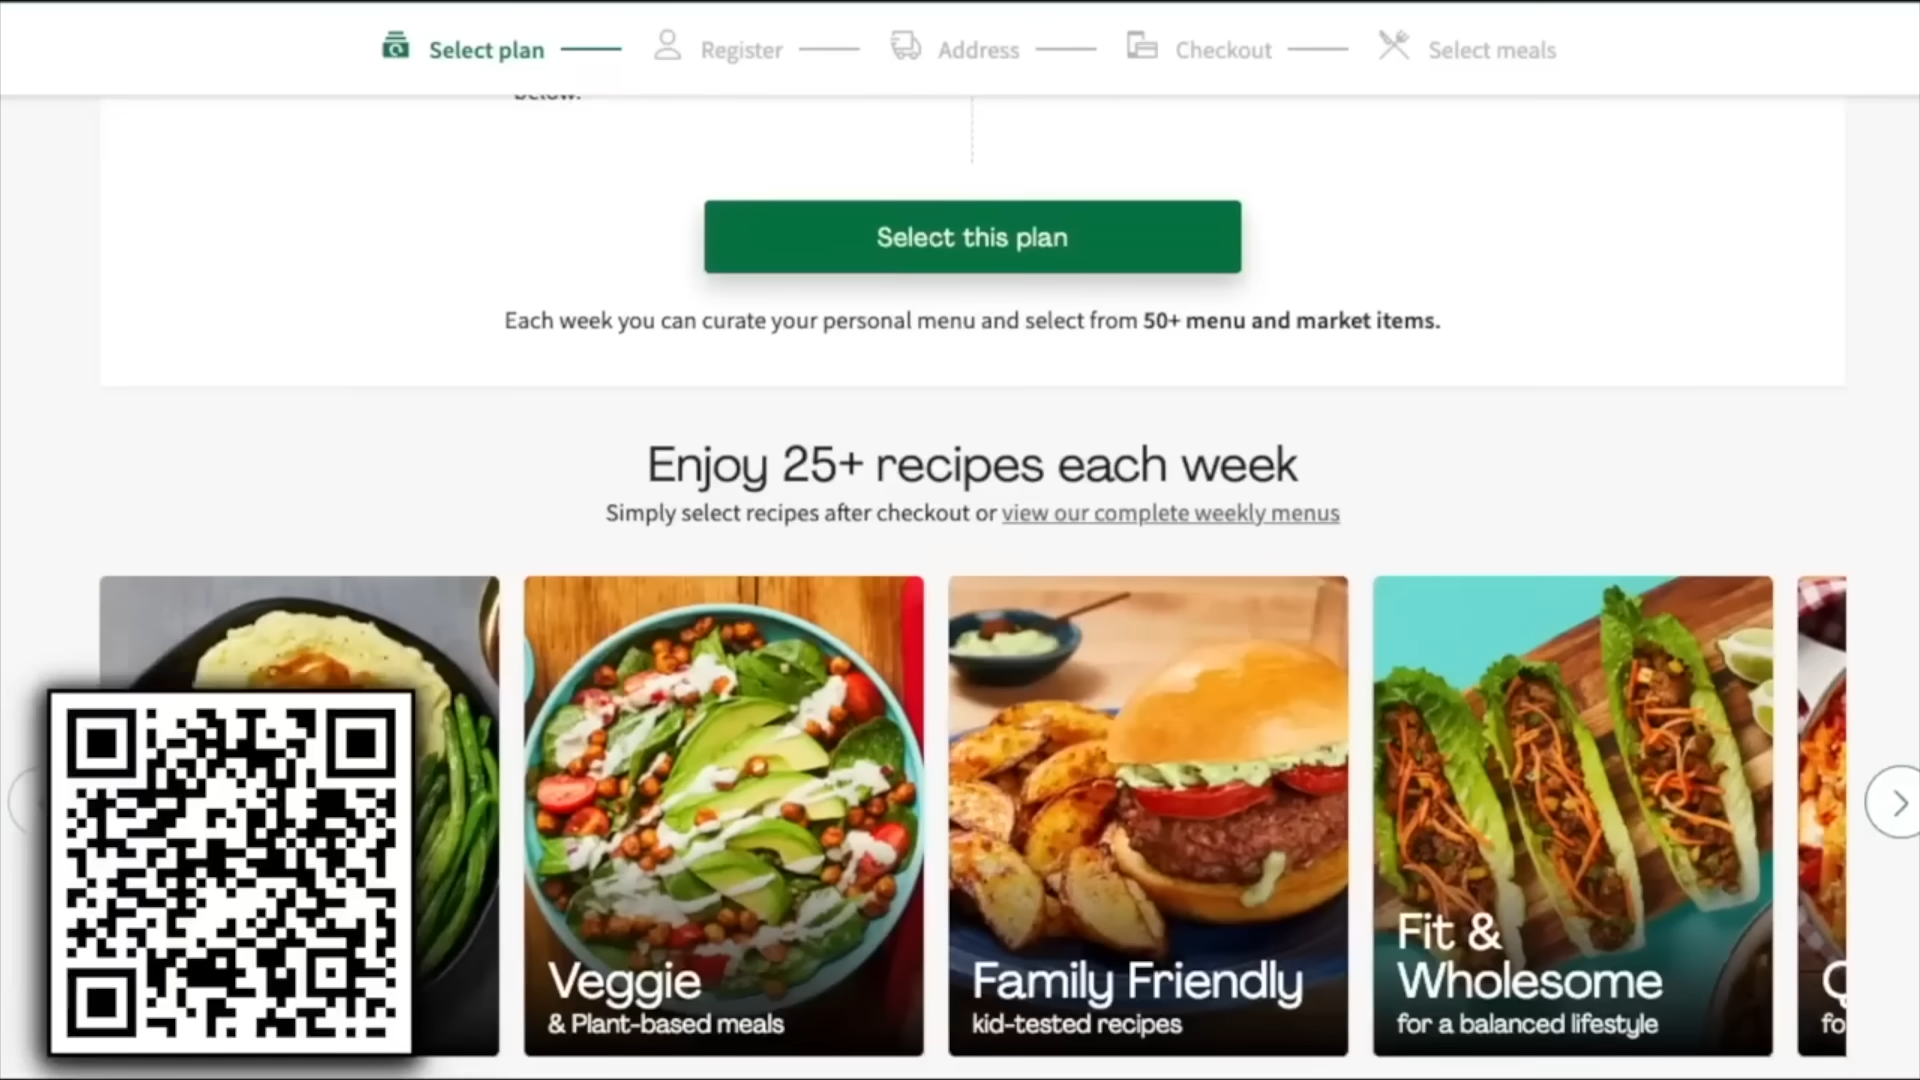 Select plan
Register
Address
Checkout
Select meals
below.
Select this plan
Each week you can curate your personal menu and select from 50+ menu and market items.
Enjoy 25+ recipes each week
Simply select recipes after checkout or view our complete weekly menus
Veggie
& Plant-based meals
Family Friendly
kid-tested recipes
Fit &
Wholesome
for a balanced lifestyle